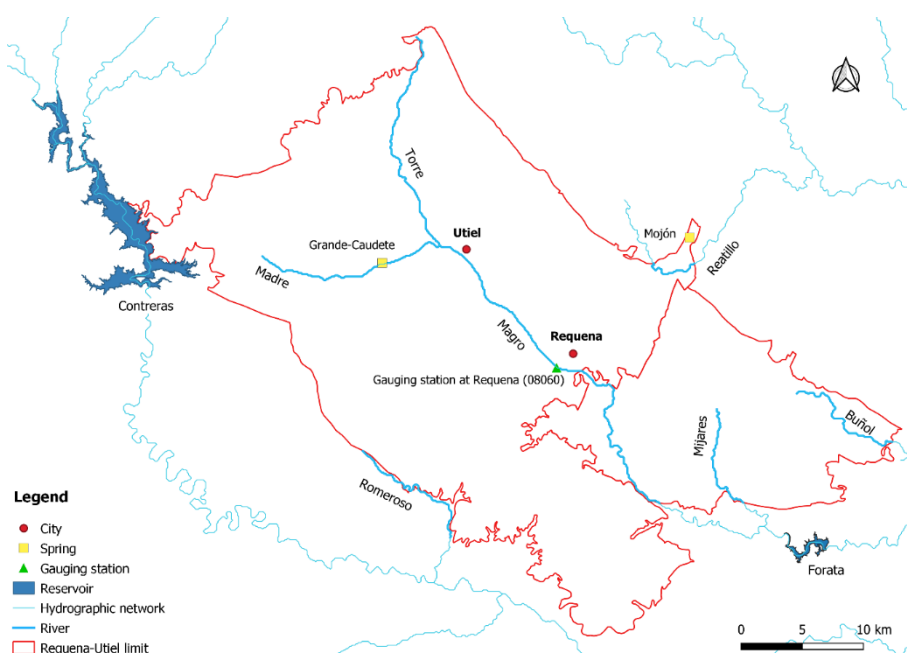 Torre
Utiel
Grande-Caudete
Madre
Contreras
Mojón
Reatillo
Magro
Requena
Gauging station at Requena (08060)
Mijares
Buñol
Romeroso
Forata
Legend
City
Spring
Gauging station
Reservoir
Hydrographic network
River
Requena-Utiel limit
0 5 10 km